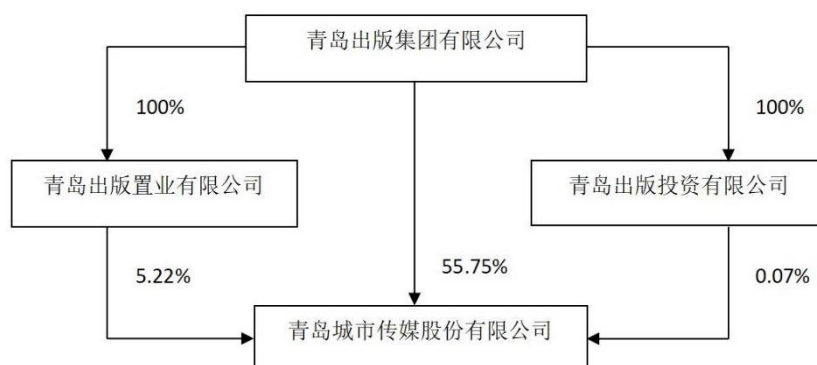 青岛出版集团有限公司
100%
100%
青岛出版置业有限公司
青岛出版投资有限公司
5.22%
55.75%
0.07%
青岛城市传媒股份有限公司